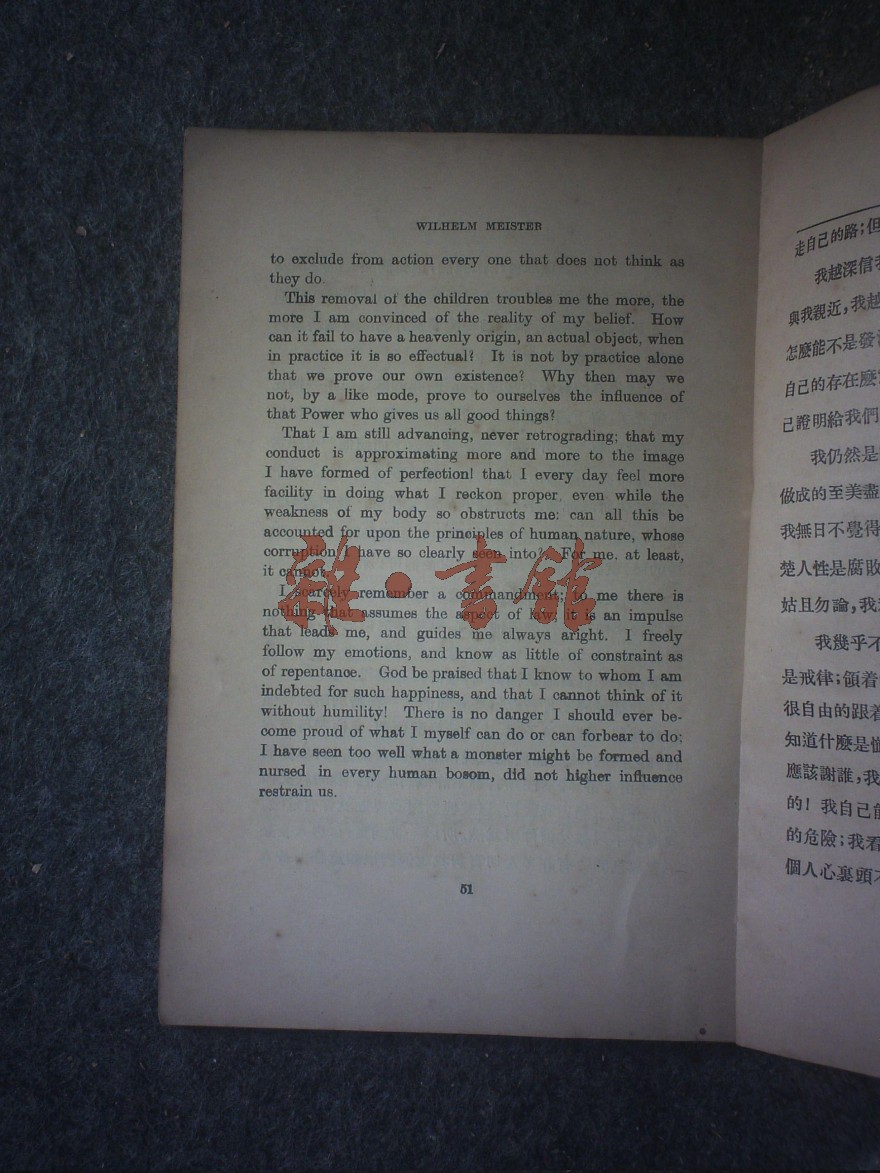 WILHELM MEISTER
to exclude from action every one that does not think as
they do.
This removal of the children troubles me the more, the
more I am convinced of the reality of my belief. How
can it fail to have a heavenly origin, an actual object, when
in practice it is so effectual? It is not by practice alone
that we prove our own existence? Why then may we
not, by a like mode, prove to ourselves the influence of
that Power who gives us all good things?
That I am still advancing, never retrograding; that my
conduct is approximating more and more to the image
I have formed of perfection! that I every day feel more
facility in doing what I reckon proper, even while the
weakness of my body so obstructs me: can all this be
accounted for upon the principles of human nature, whose
corruption I have so clearly seen into? For me, at least,
it cannot.
I scarcely remember a commandment; to me there is
nothing that assumes the aspect of law; it is an impulse
that leads me, and guides me always aright. I freely
follow my emotions, and know as little of constraint as
of repentance. God be praised that I know to whom I am
indebted for such happiness, and that I cannot think of it
without humility! There is no danger I should ever be-
come proud of what I myself can do or can forbear to do;
I have seen too well what a monster might be formed and
nursed in every human bosom, did not higher influence
restrain us.
51
雜·書館
走自己的路;但
我越深信
與我親近,我越
怎麼能不是發
自己的存在麼
己證明給我們
我仍然是
做成的至美盡
我無日不覺得
楚人性是腐敗
姑且勿論,我
我幾乎不
是戒律;領着
很自由的跟着
知道什麼是
應該謝誰,我
的!我自己能
的危險;我看
個人心裏頭